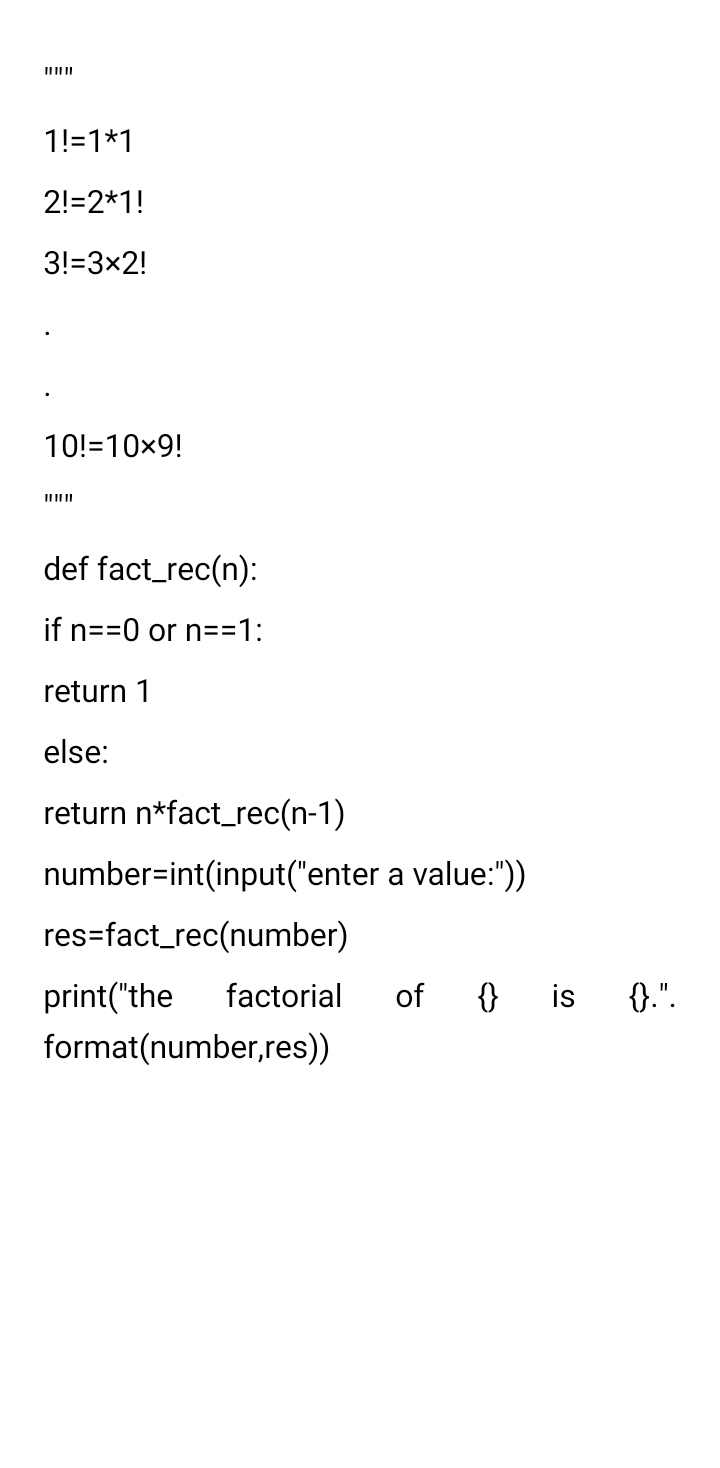 """
1!=1*1
2!=2*1!
3!=3×2!
.
.
10!=10×9!
"""
def fact_rec(n):
if n==0 or n==1:
return 1
else:
return n*fact_rec(n-1)
number=int(input("enter a value:"))
res=fact_rec(number)
print("the factorial of {} is {}.".
format(number,res))